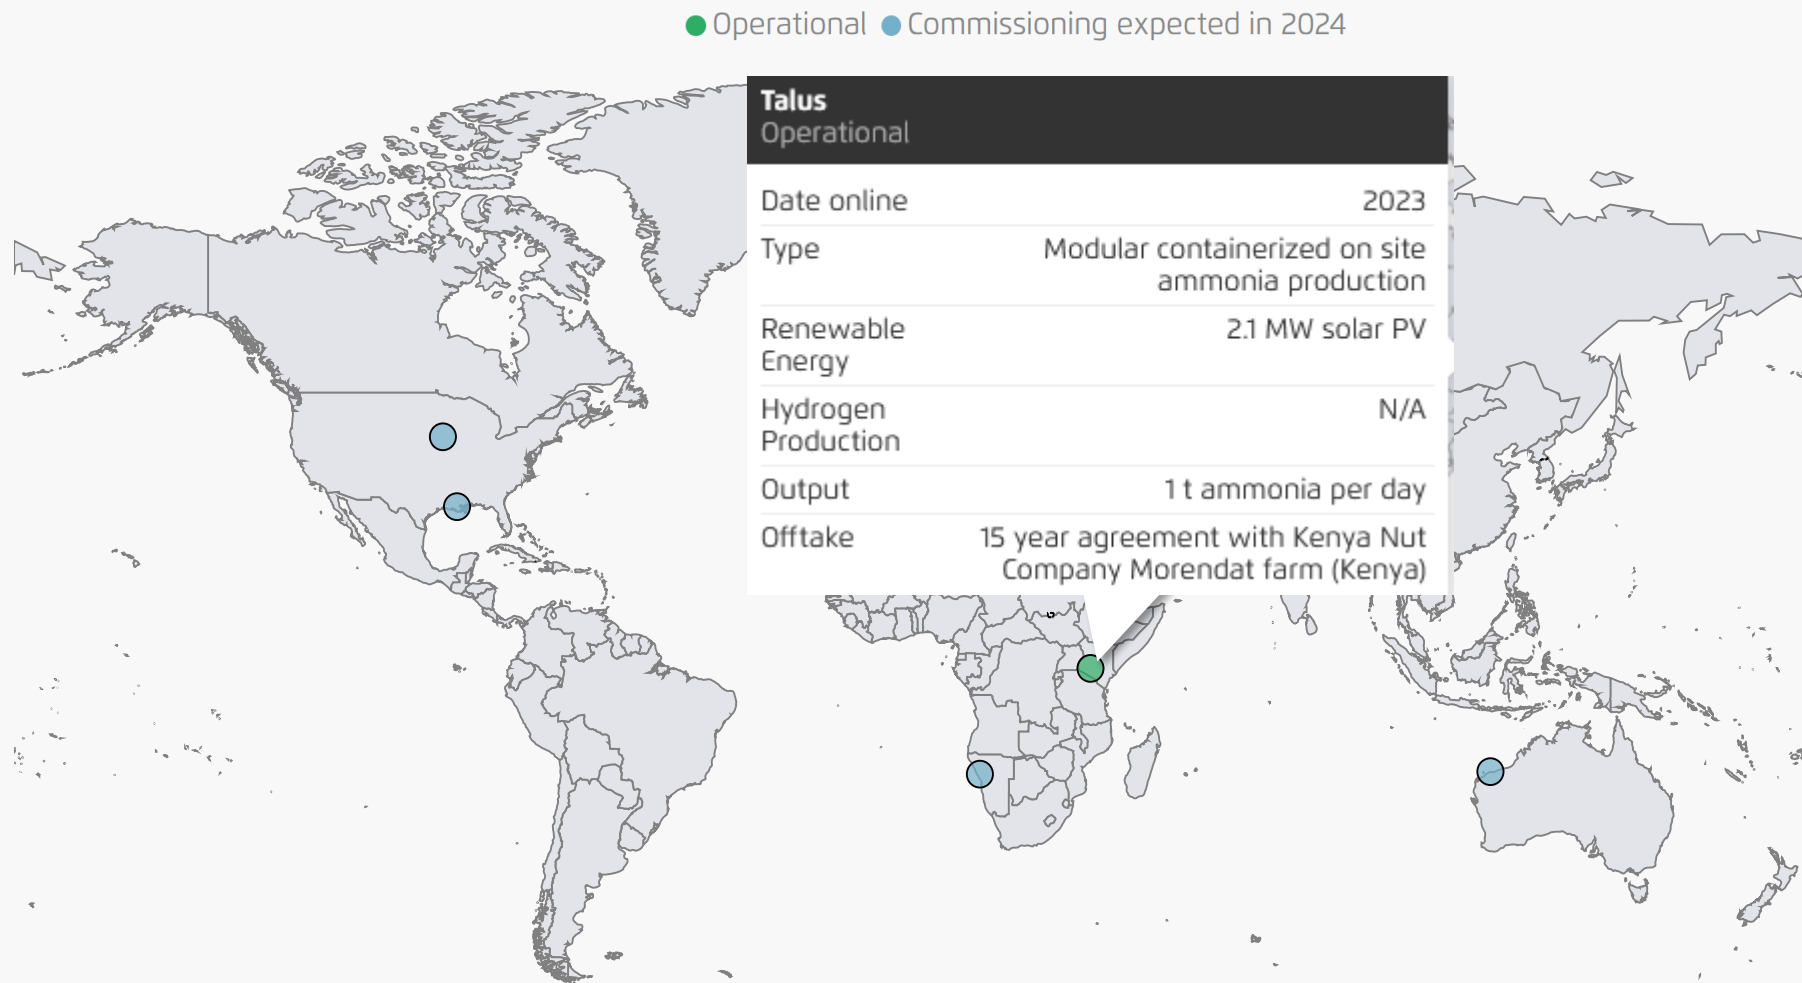 Operational Commissioning expected in 2024
Talus
Operational
Date online 2023
Type Modular containerized on site
ammonia production
Renewable 2.1 MW solar PV
Energy
Hydrogen N/A
Production
Output 1 t ammonia per day
Offtake 15 year agreement with Kenya Nut
Company Morendat farm (Kenya)